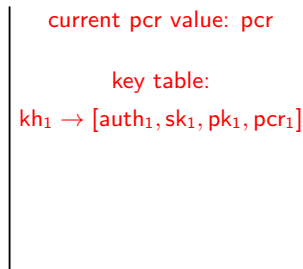 current pcr value: pcr
key table:
kh₁ → [auth₁, sk₁, pk₁, pcr₁]